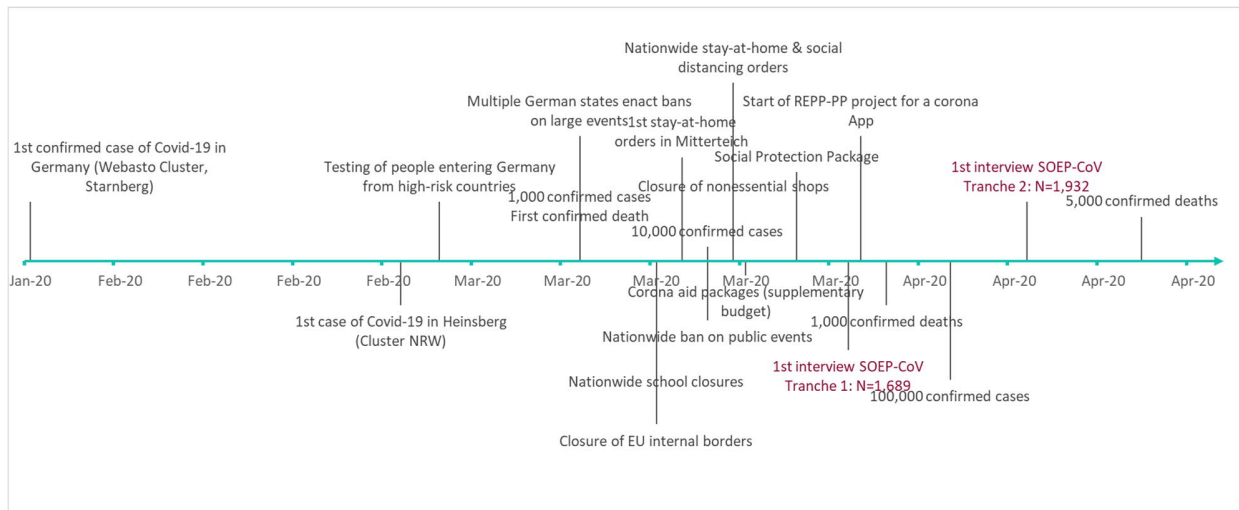 Nationwide stay-at-home & social
distancing orders
Multiple German states enact bans
on large events
Start of REPP-PP project for a corona
App
1st stay-at-home
orders in Mitterteich
1st confirmed case of Covid-19 in
Germany (Webasto Cluster,
Starnberg)
Testing of people entering Germany
from high-risk countries
Social Protection Package
1st interview SOEP-CoV
Tranche 2: N=1,932
Closure of nonessential shops
1,000 confirmed cases
First confirmed death
5,000 confirmed deaths
10,000 confirmed cases
Jan-20 Feb-20 Feb-20 Feb-20 Feb-20 Mar-20 Mar-20 Mar-20 Mar-20 Mar-20 Apr-20 Apr-20 Apr-20 Apr-20
Corona aid packages (supplementary
budget)
1st case of Covid-19 in Heinsberg
(Cluster NRW)
1,000 confirmed deaths
Nationwide ban on public events
1st interview SOEP-CoV
Tranche 1: N=1,689
Nationwide school closures
100,000 confirmed cases
Closure of EU internal borders